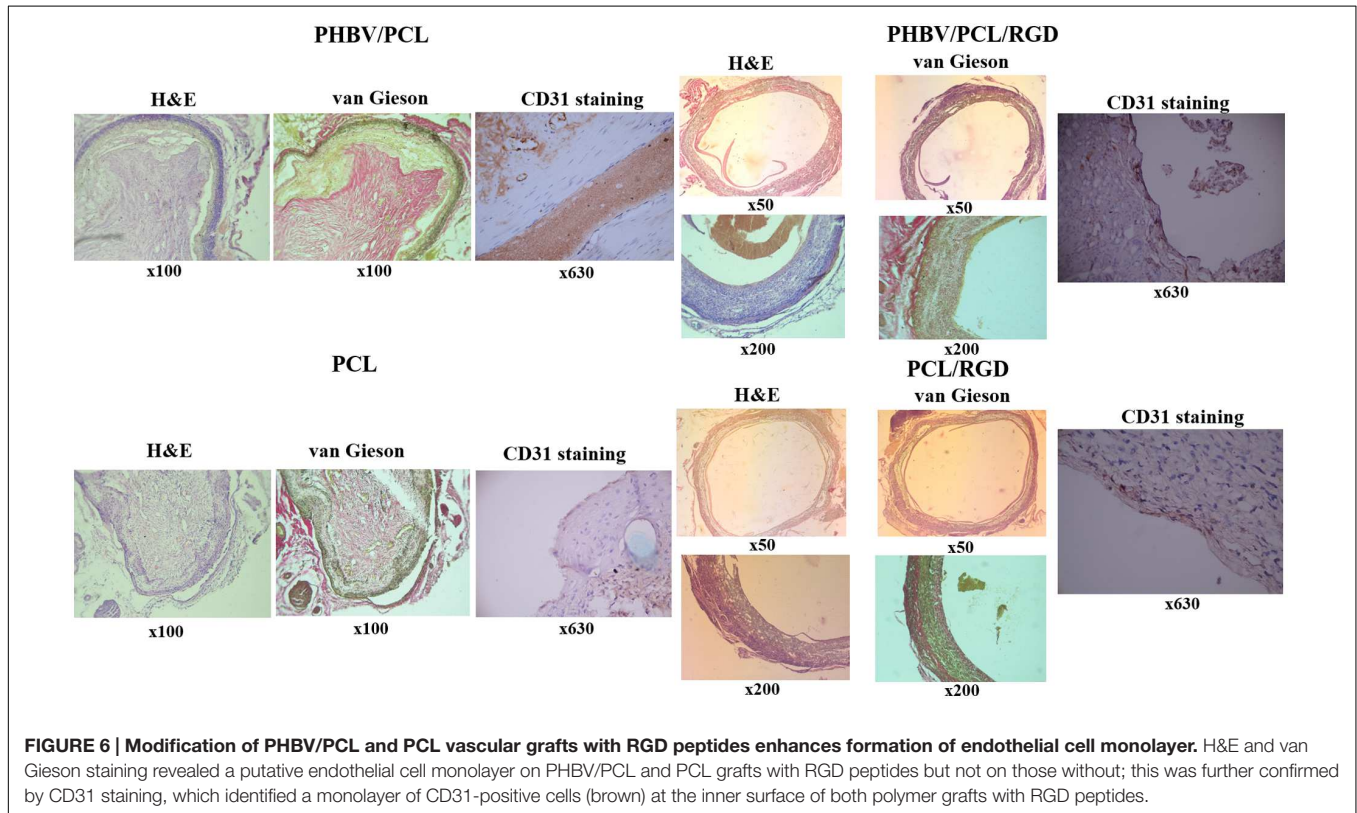 PHBV/PCL
H&E
van Gieson
CD31 staining
x100
x100
x630
PHBV/PCL/RGD
H&E
van Gieson
CD31 staining
x50
x50
x630
x200
x200
PCL
H&E
van Gieson
CD31 staining
x100
x100
x630
PCL/RGD
H&E
van Gieson
CD31 staining
x50
x50
x630
x200
x200
FIGURE 6 | Modification of PHBV/PCL and PCL vascular grafts with RGD peptides enhances formation of endothelial cell monolayer. H&E and van
Gieson staining revealed a putative endothelial cell monolayer on PHBV/PCL and PCL grafts with RGD peptides but not on those without; this was further confirmed
by CD31 staining, which identified a monolayer of CD31-positive cells (brown) at the inner surface of both polymer grafts with RGD peptides.